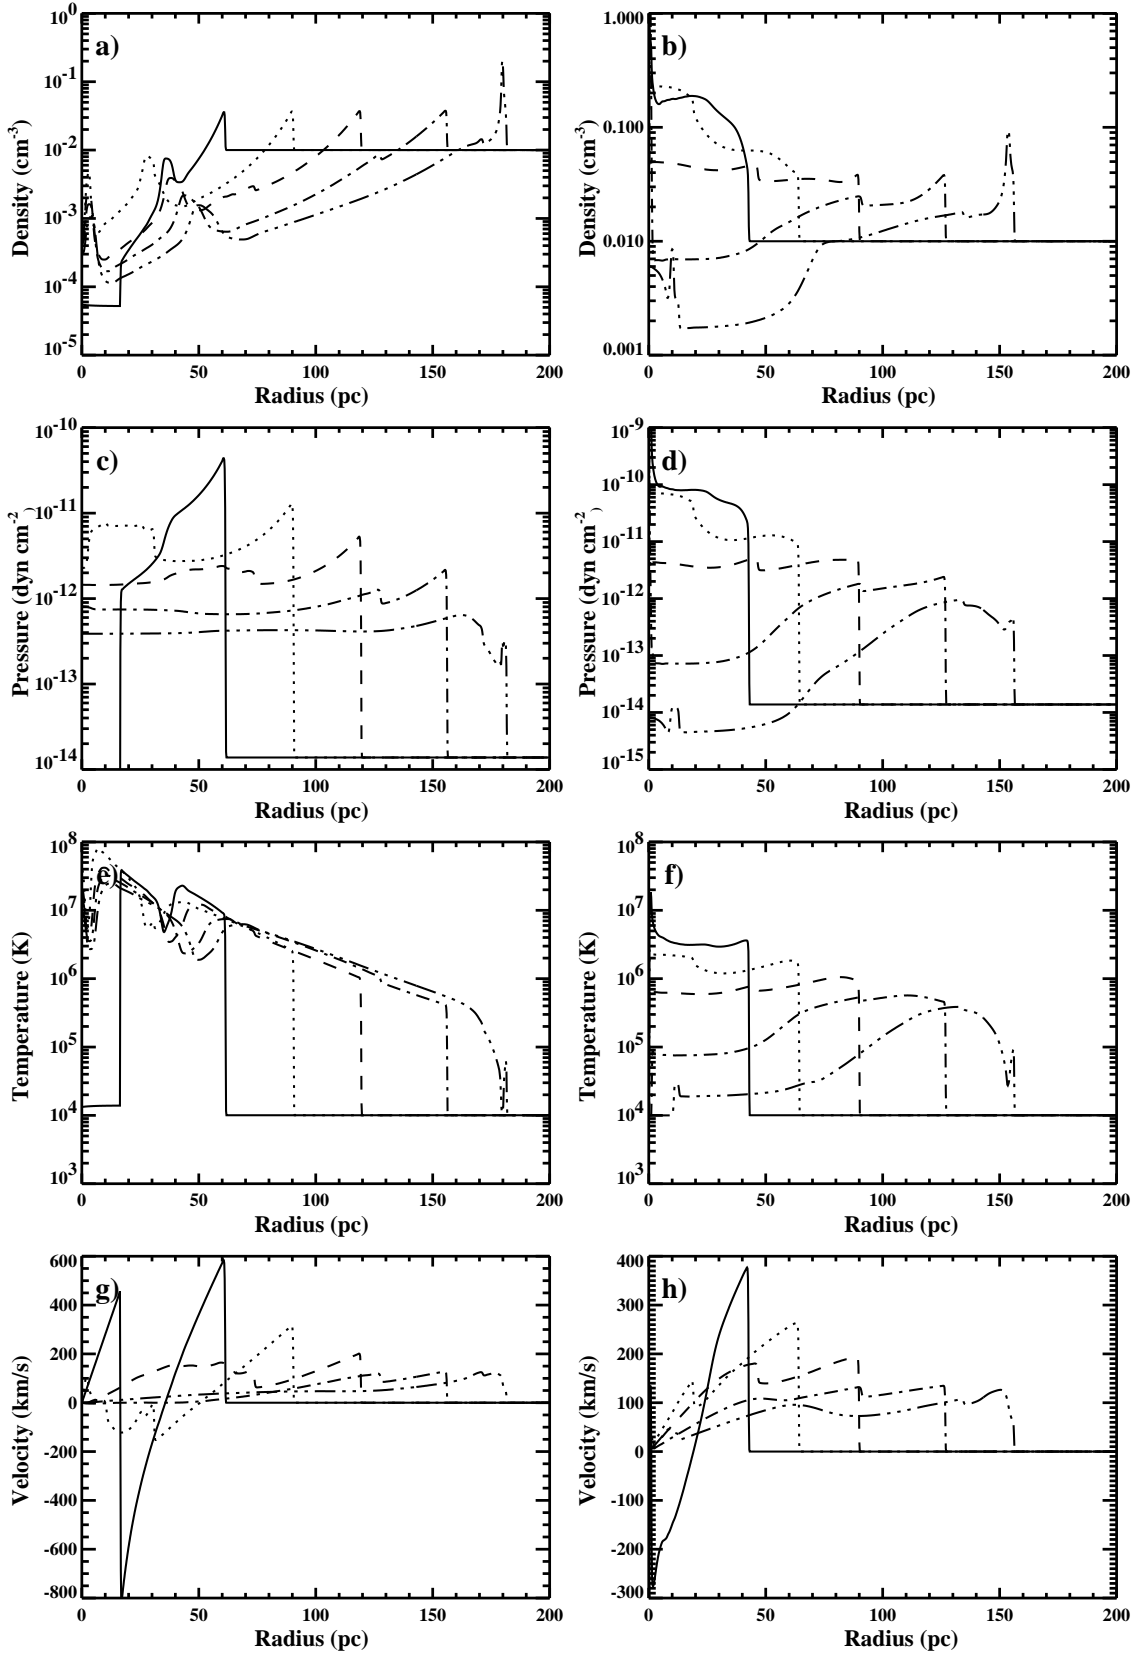 a)
10^0
10^-1
10^-2
10^-3
10^-4
10^-5
Density (cm^-3)
0 50 100 150 200
Radius (pc)
b)
1.000
0.100
0.010
0.001
Density (cm^-3)
0 50 100 150 200
Radius (pc)
c)
10^-10
10^-11
10^-12
10^-13
10^-14
Pressure (dyn cm^-2)
0 50 100 150 200
Radius (pc)
d)
10^-9
10^-10
10^-11
10^-12
10^-13
10^-14
10^-15
Pressure (dyn cm^-2)
0 50 100 150 200
Radius (pc)
e)
10^8
10^7
10^6
10^5
10^4
10^3
Temperature (K)
0 50 100 150 200
Radius (pc)
f)
10^8
10^7
10^6
10^5
10^4
10^3
Temperature (K)
0 50 100 150 200
Radius (pc)
g)
600
400
200
0
-200
-400
-600
-800
Velocity (km/s)
0 50 100 150 200
Radius (pc)
h)
400
300
200
100
0
-100
-200
-300
Velocity (km/s)
0 50 100 150 200
Radius (pc)